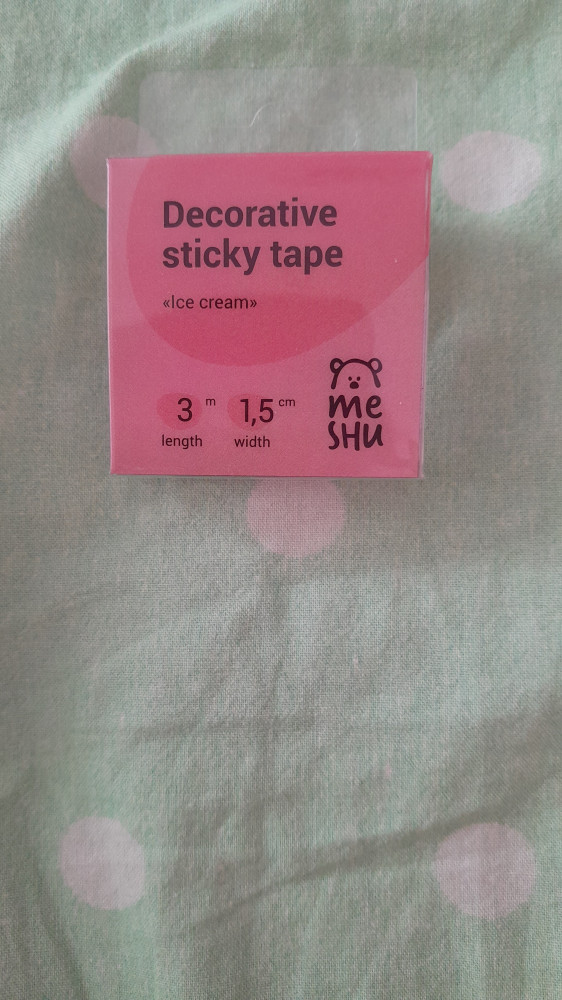 Decorative
sticky tape
«Ice cream»
3 m 1,5 cm
length width
me
SHU